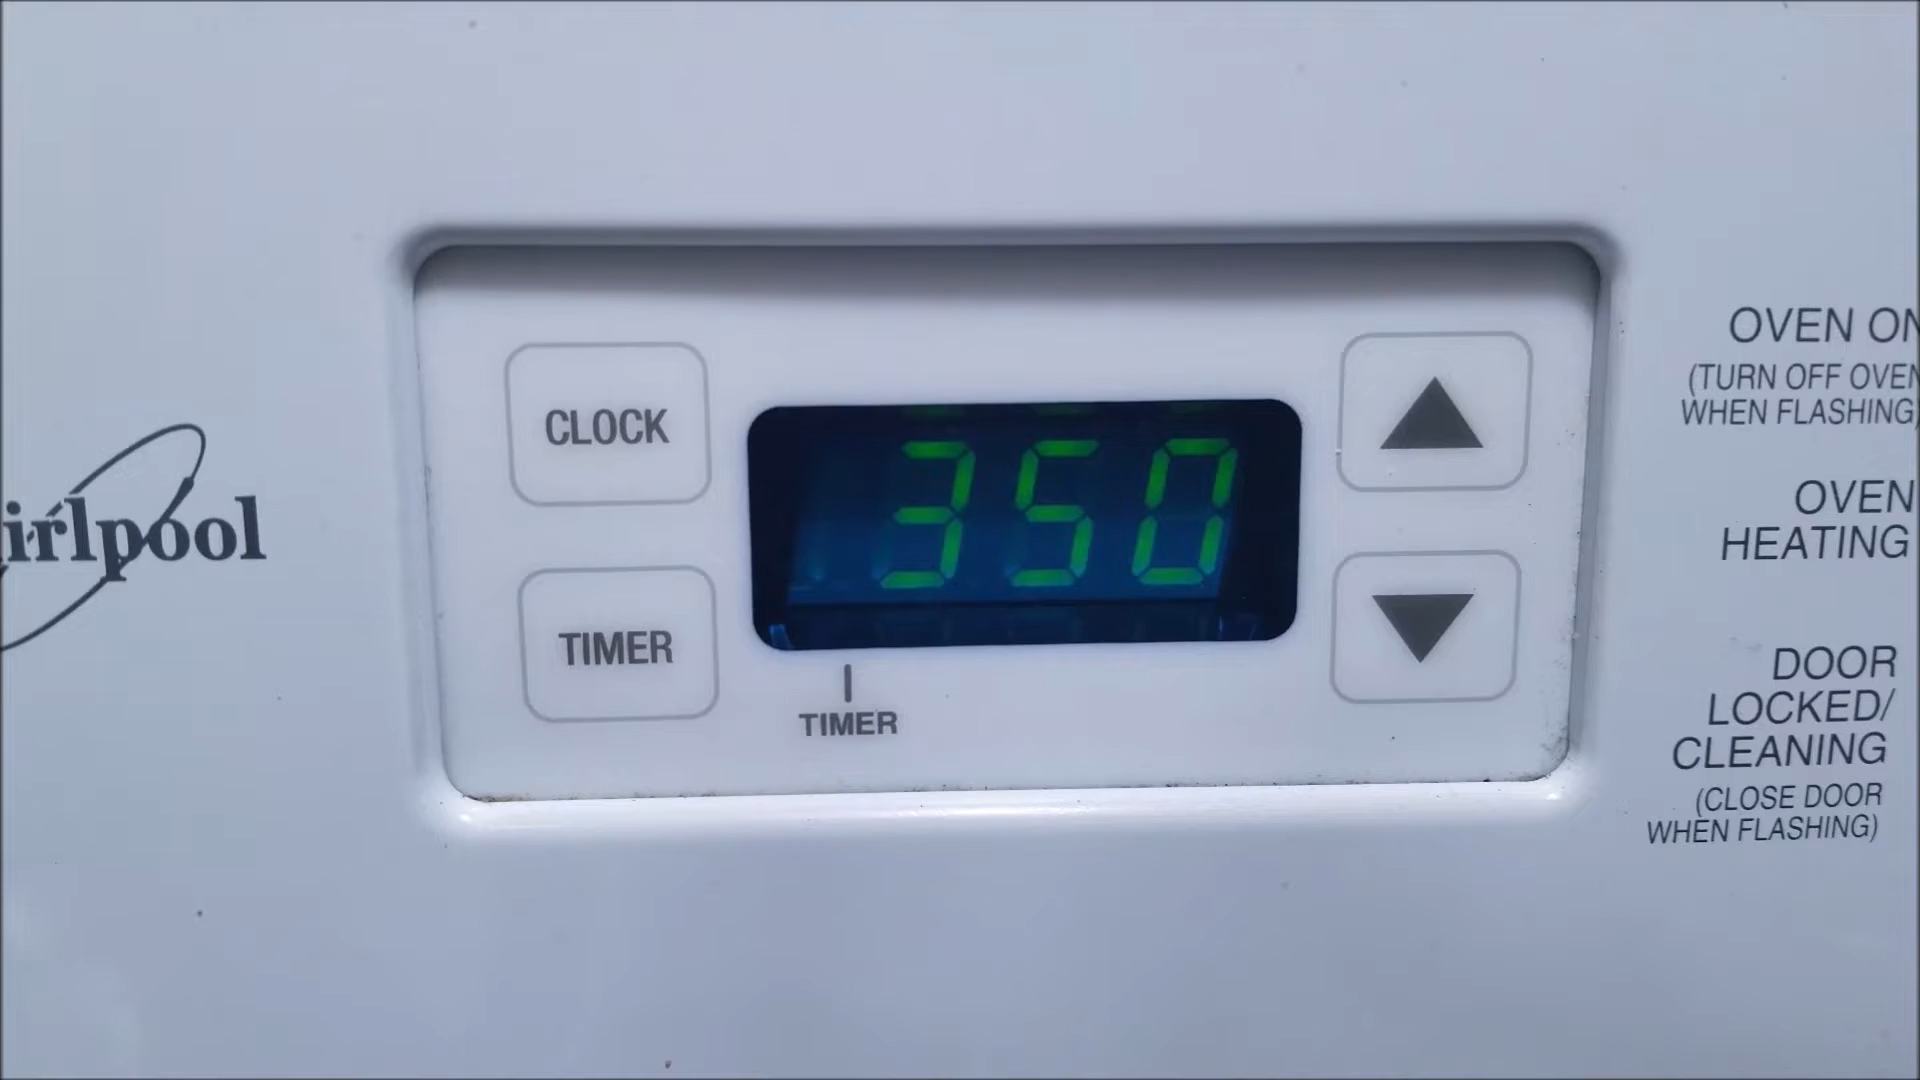 irlpool
CLOCK
TIMER
350
TIMER
OVEN ON
(TURN OFF OVEN
WHEN FLASHING)
OVEN
HEATING
DOOR
LOCKED/
CLEANING
(CLOSE DOOR
WHEN FLASHING)